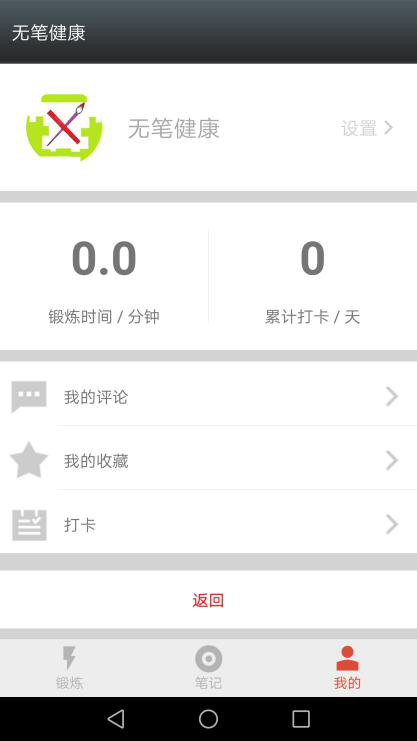 无笔健康
无笔健康
设置
0.0
0
锻炼时间 / 分钟
累计打卡 / 天
我的评论
我的收藏
打卡
返回
锻炼
笔记
我的